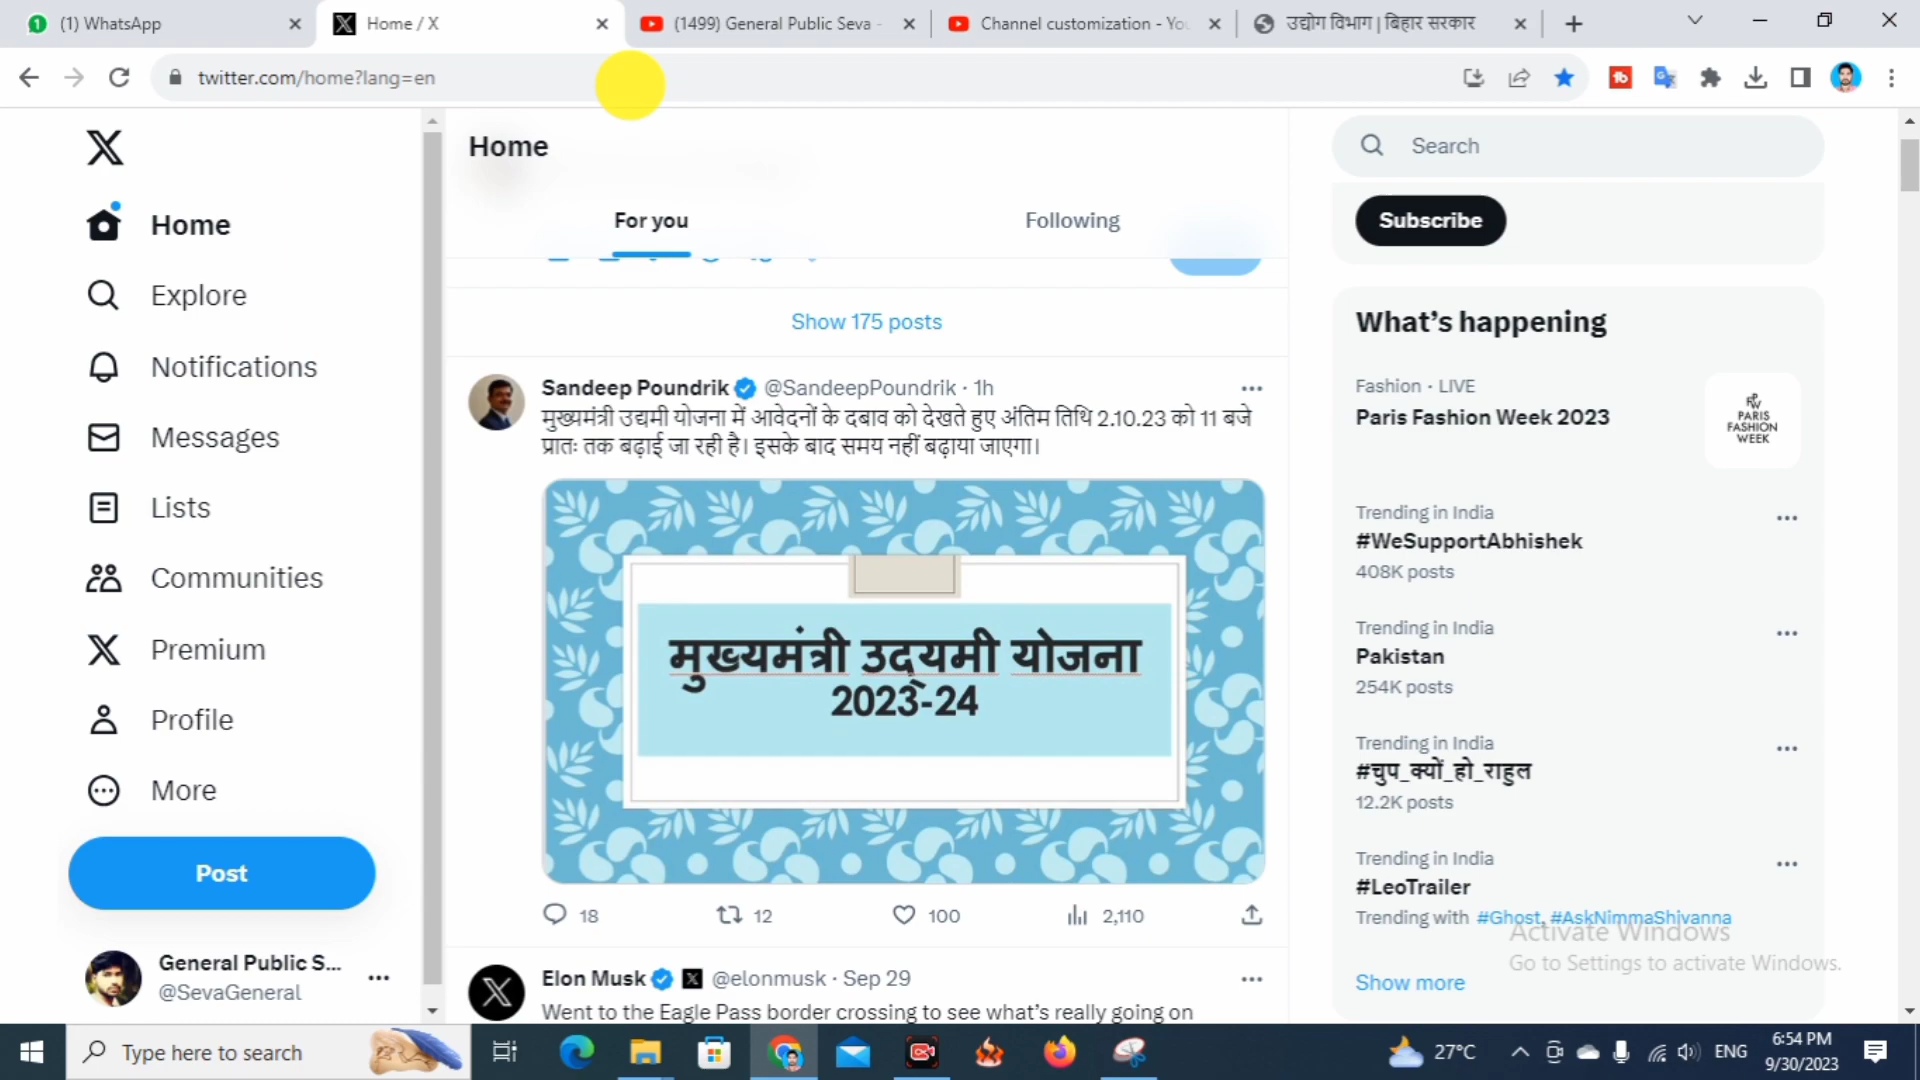 (1) WhatsApp
Home / X
(1499) General Public Seva -
Channel customization - You
उद्योग विभाग | बिहार सरकार
twitter.com/home?lang=en
Home
Explore
Notifications
Messages
Lists
Communities
Premium
Profile
More
Post
General Public S...
@SevaGeneral
Home
For you
Following
Show 175 posts
Sandeep Poundrik @SandeepPoundrik · 1h
मुख्यमंत्री उद्यमी योजना में आवेदनों के दबाव को देखते हुए अंतिम तिथि 2.10.23 को 11 बजे
प्रातः तक बढ़ाई जा रही है। इसके बाद समय नहीं बढ़ाया जाएगा।
मुख्यमंत्री उद्यमी योजना
2023-24
18 12 100 2,110
Elon Musk @elonmusk · Sep 29
Went to the Eagle Pass border crossing to see what's really going on
Search
Subscribe
What's happening
Fashion · LIVE
Paris Fashion Week 2023
PARIS
FASHION
WEEK
Trending in India
#WeSupportAbhishek
408K posts
Trending in India
Pakistan
254K posts
Trending in India
#चुप_क्यों_हो_राहुल
12.2K posts
Trending in India
#LeoTrailer
Trending with #Ghost, #AskNimmaShivanna
Show more
Activate Windows
Go to Settings to activate Windows.
Type here to search
27°C
ENG
6:54 PM
9/30/2023